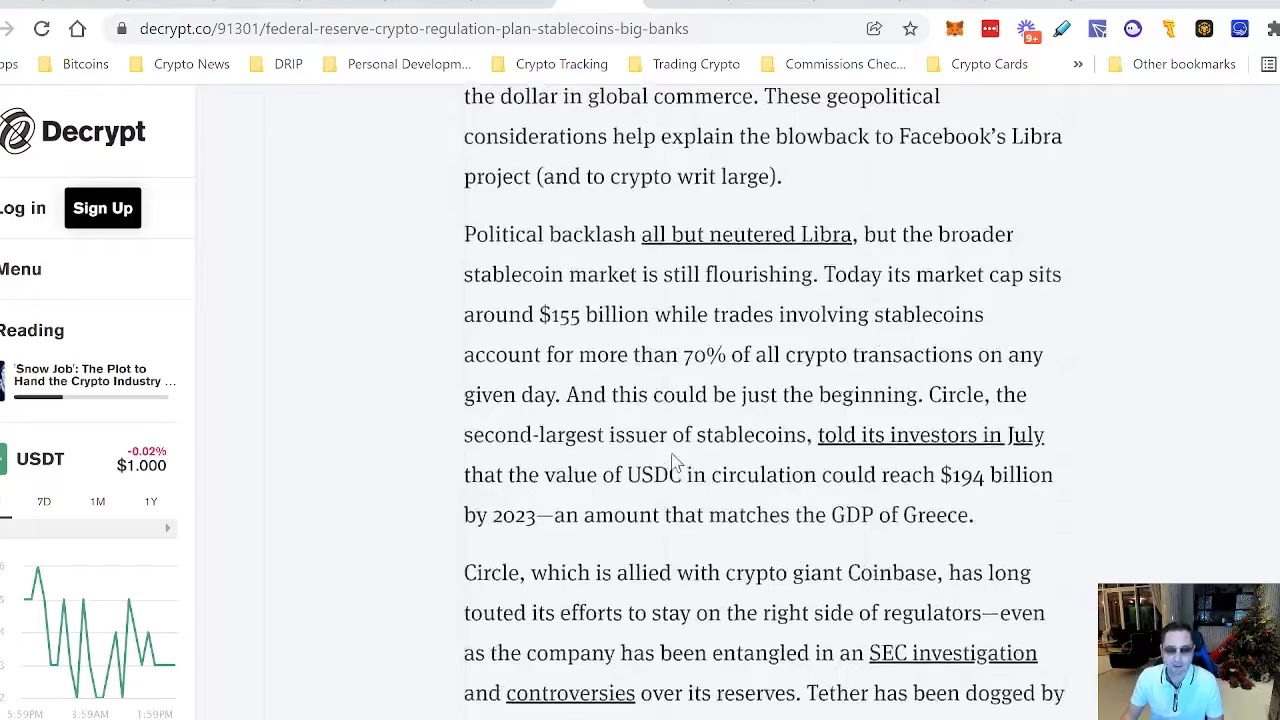 decrypt.co/91301/federal-reserve-crypto-regulation-plan-stablecoins-big-banks
9+
Bitcoins
Crypto News
DRIP
Personal Developm...
Crypto Tracking
Trading Crypto
Commissions Chec...
Crypto Cards
»
Other bookmarks
Decrypt
Log in
Sign Up
Menu
Reading
'Snow Job': The Plot to
Hand the Crypto Industry ...
USDT
-0.02%
$1.000
7D 1M 1Y
5:59PM 3:59AM 1:59PM
the dollar in global commerce. These geopolitical
considerations help explain the blowback to Facebook’s Libra
project (and to crypto writ large).
Political backlash all but neutered Libra, but the broader
stablecoin market is still flourishing. Today its market cap sits
around $155 billion while trades involving stablecoins
account for more than 70% of all crypto transactions on any
given day. And this could be just the beginning. Circle, the
second-largest issuer of stablecoins, told its investors in July
that the value of USDC in circulation could reach $194 billion
by 2023—an amount that matches the GDP of Greece.
Circle, which is allied with crypto giant Coinbase, has long
touted its efforts to stay on the right side of regulators—even
as the company has been entangled in an SEC investigation
and controversies over its reserves. Tether has been dogged by